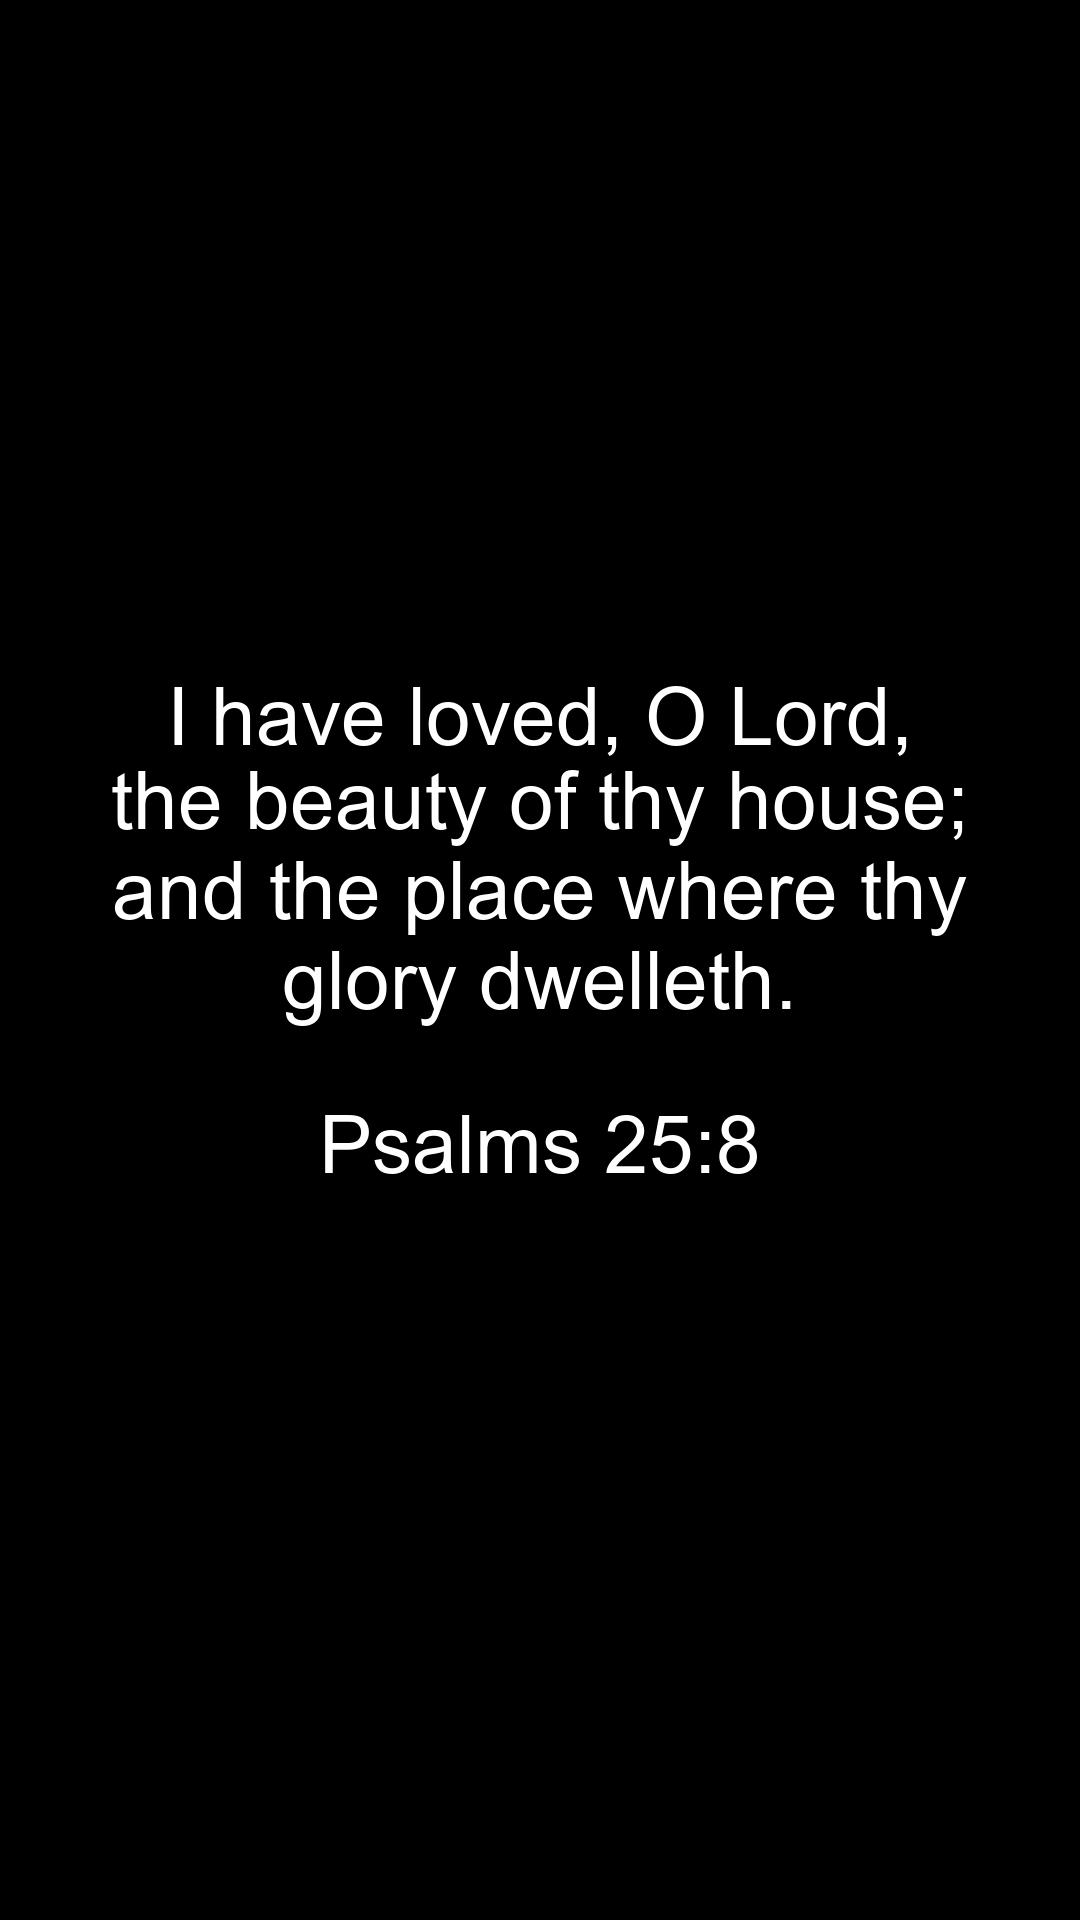 I have loved, O Lord,
the beauty of thy house;
and the place where thy
glory dwelleth.
Psalms 25:8